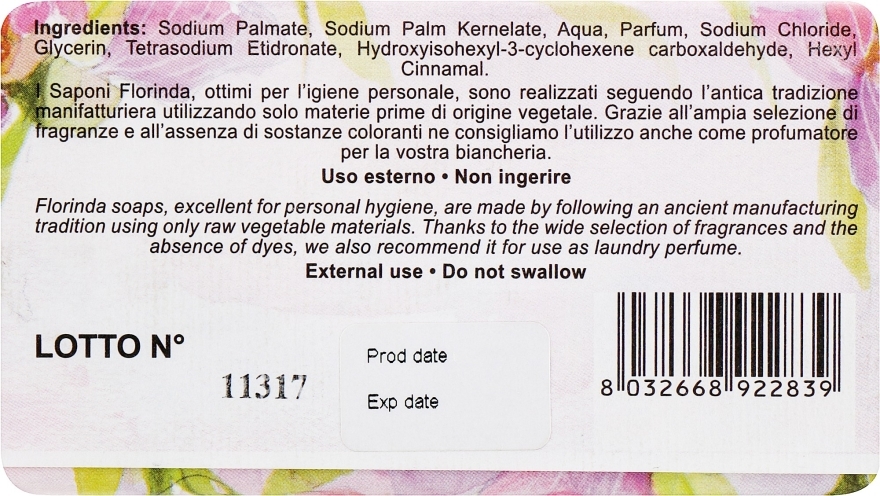 Ingredients: Sodium Palmate, Sodium Palm Kernelate, Aqua, Parfum, Sodium Chloride,
Glycerin, Tetrasodium Etidronate, Hydroxyisohexyl-3-cyclohexene carboxaldehyde, Hexyl
Cinnamal.
I Saponi Florinda, ottimi per l'igiene personale, sono realizzati seguendo l'antica tradizione
manifatturiera utilizzando solo materie prime di origine vegetale. Grazie all'ampia selezione di
fragranze e all'assenza di sostanze coloranti ne consigliamo l'utilizzo anche come profumatore
per la vostra biancheria.
Uso esterno • Non ingerire
Florinda soaps, excellent for personal hygiene, are made by following an ancient manufacturing
tradition using only raw vegetable materials. Thanks to the wide selection of fragrances and the
absence of dyes, we also recommend it for use as laundry perfume.
External use • Do not swallow
LOTTO N°
11317
Prod date
Exp date
8 032668 922839